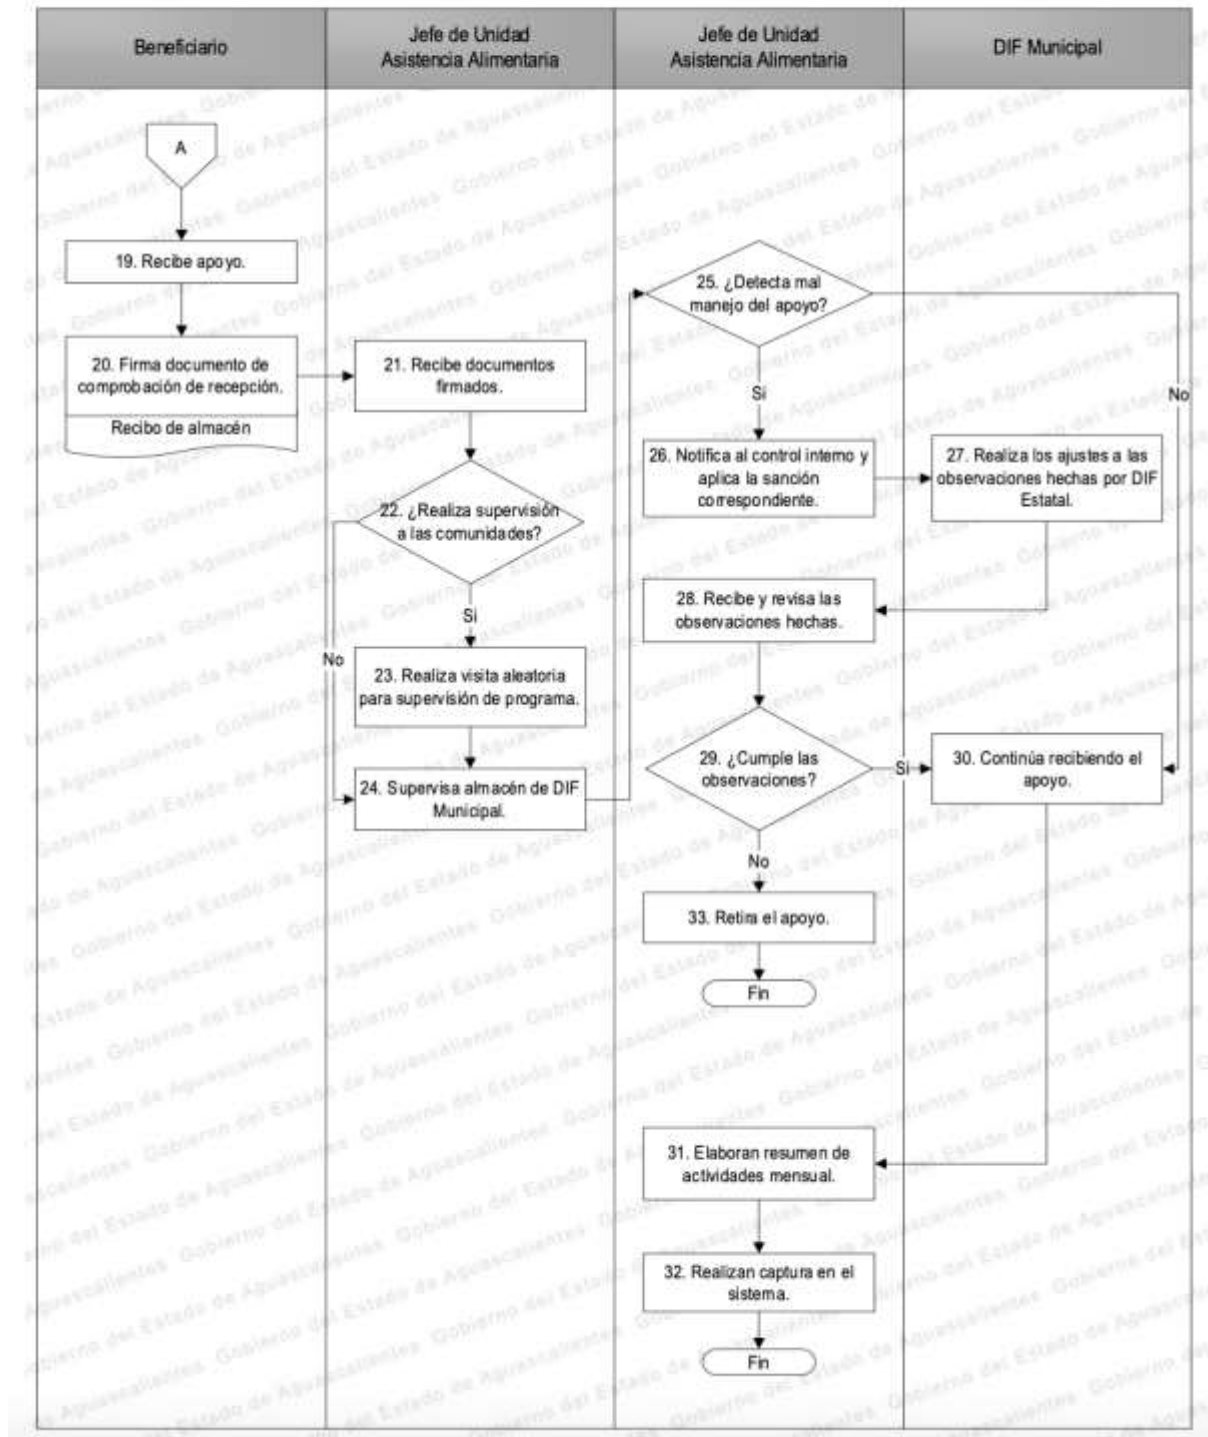 Beneficiario
Jefe de Unidad
Asistencia Alimentaria
Jefe de Unidad
Asistencia Alimentaria
DIF Municipal
A
19. Recibe apoyo.
20. Firma documento de
comprobación de recepción.
Recibo de almacén
21. Recibe documentos
firmados.
22. ¿Realiza supervisión
a las comunidades?
Si
No
23. Realiza visita aleatoria
para supervisión de programa.
24. Supervisa almacén de DIF
Municipal.
25. ¿Detecta mal
manejo del apoyo?
Si
No
26. Notifica al control interno y
aplica la sanción
correspondiente.
27. Realiza los ajustes a las
observaciones hechas por DIF
Estatal.
28. Recibe y revisa las
observaciones hechas.
29. ¿Cumple las
observaciones?
Si
30. Continúa recibiendo el
apoyo.
No
33. Retira el apoyo.
Fin
31. Elaboran resumen de
actividades mensual.
32. Realizan captura en el
sistema.
Fin
Gobierno del Estado de Aguascalientes